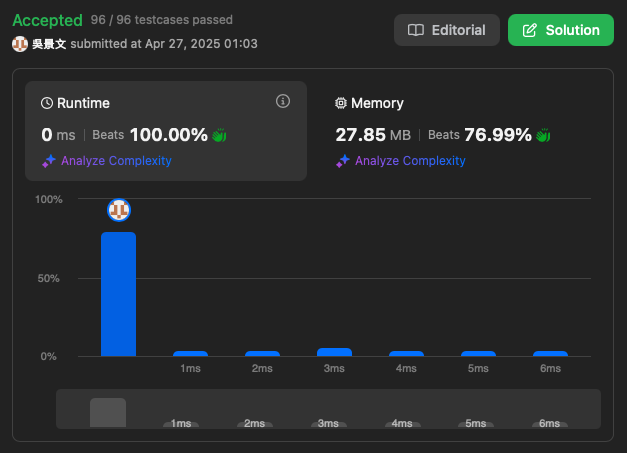 Accepted 96 / 96 testcases passed
吳景文 submitted at Apr 27, 2025 01:03
Editorial
Solution
Runtime
0 ms | Beats 100.00%
Analyze Complexity
Memory
27.85 MB | Beats 76.99%
Analyze Complexity
100%
50%
0%
1ms 2ms 3ms 4ms 5ms 6ms
1ms 2ms 3ms 4ms 5ms 6ms